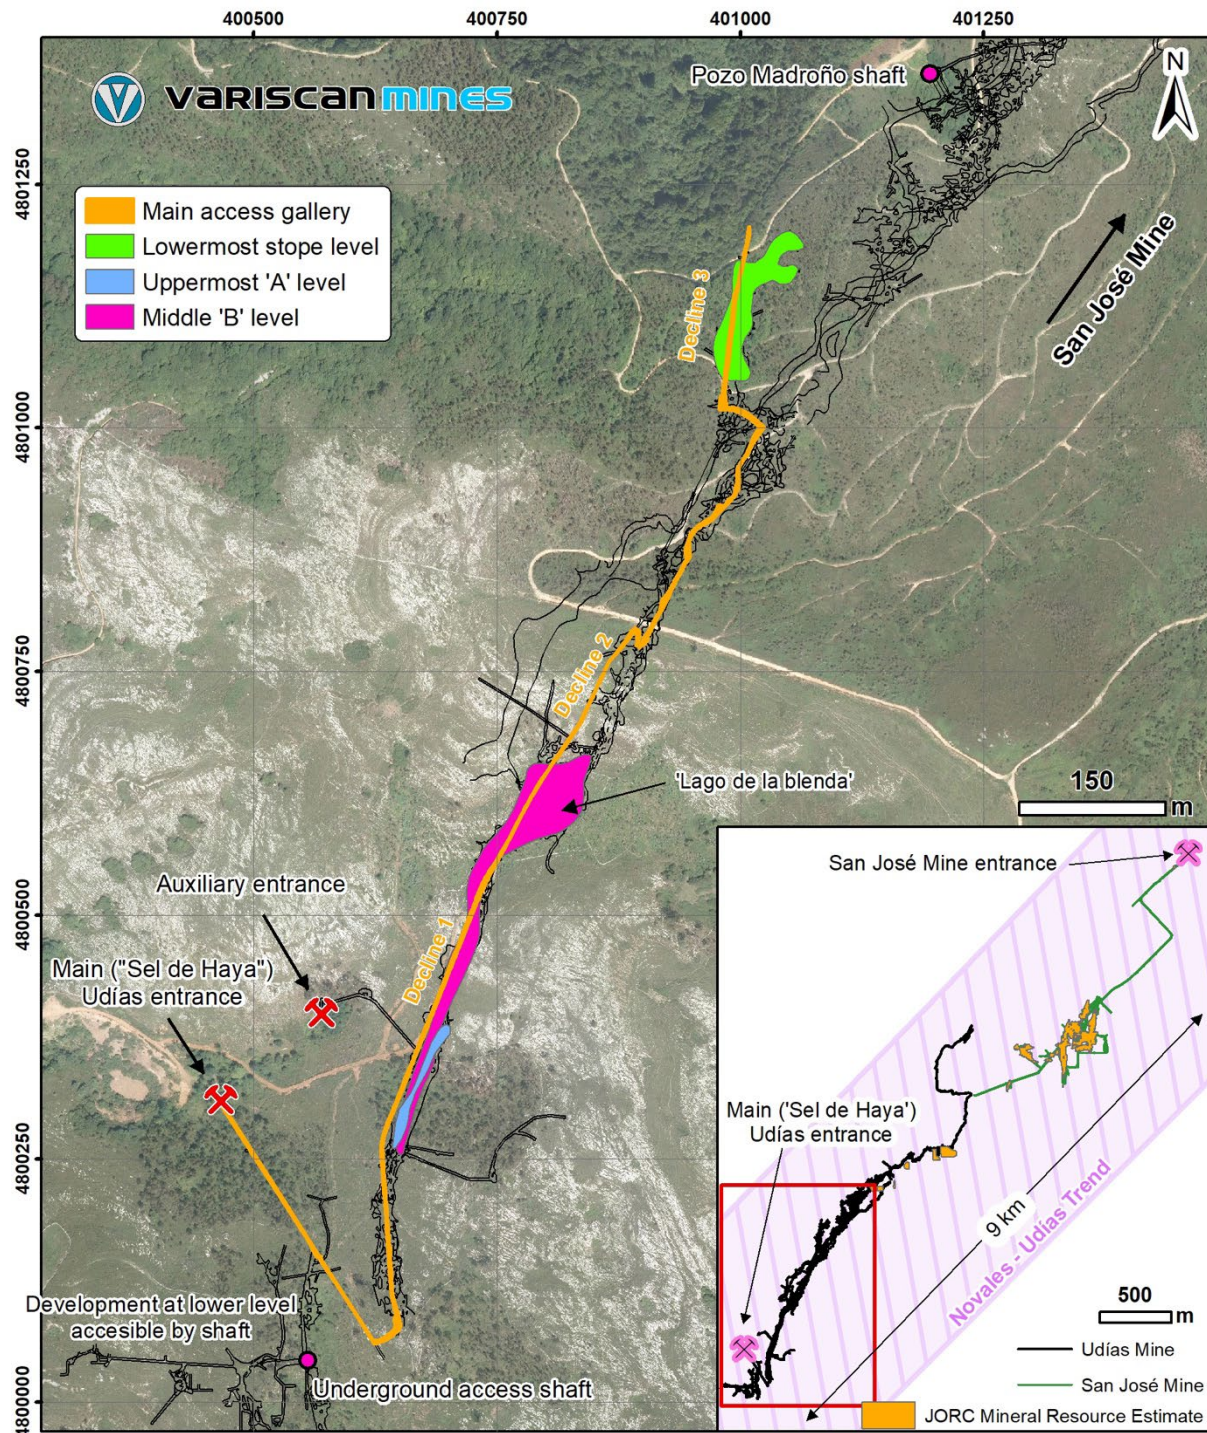 400500 400750 401000 401250
VARISCAN MINES
Pozo Madroño shaft
N
4801250
Main access gallery
Lowermost stope level
Uppermost 'A' level
Middle 'B' level
San José Mine
Decline 3
4801000
4800750
Decline 2
150
m
'Lago de la blenda'
Auxiliary entrance
4800500
Decline 1
Main ("Sel de Haya")
Udías entrance
4800250
Development at lower level
accesible by shaft
Underground access shaft
4800000
San José Mine entrance
Main ('Sel de Haya')
Udías entrance
9 km
Novales - Udías Trend
500
m
Udías Mine
San José Mine
JORC Mineral Resource Estimate